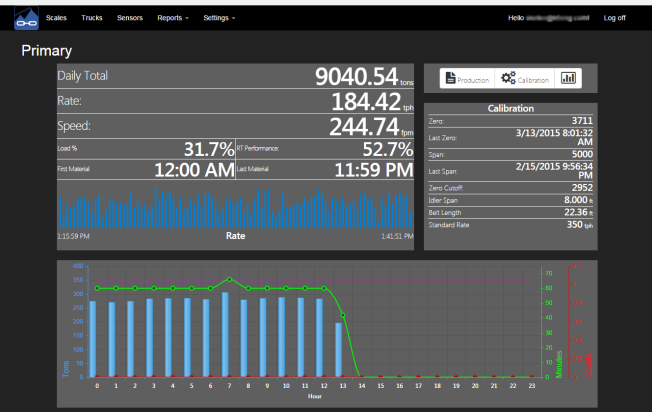 Scales Trucks Sensors Reports Settings Hello Log off
Primary
Daily Total 9040.54 tons
Rate: 184.42 tph
Speed: 244.74 fpm
Load % 31.7% RT Performance: 52.7%
First Material 12:00 AM Last Material 11:59 PM
1:15:59 PM Rate 1:41:51 PM
Production Calibration
Calibration
Zero: 3711
Last Zero: 3/13/2015 8:01:32
AM
Span: 5000
Last Span: 2/15/2015 9:56:34
PM
Zero Cutoff: 2952
Idler Span 8.000 ft
Belt Length 22.36 ft
Standard Rate 350 tph
400
350
300
250
200
150
100
50
0
Tons
70
60
50
40
30
20
10
0
Minutes
0 1 2 3 4 5 6 7 8 9 10 11 12 13 14 15 16 17 18 19 20 21 22 23
Hour